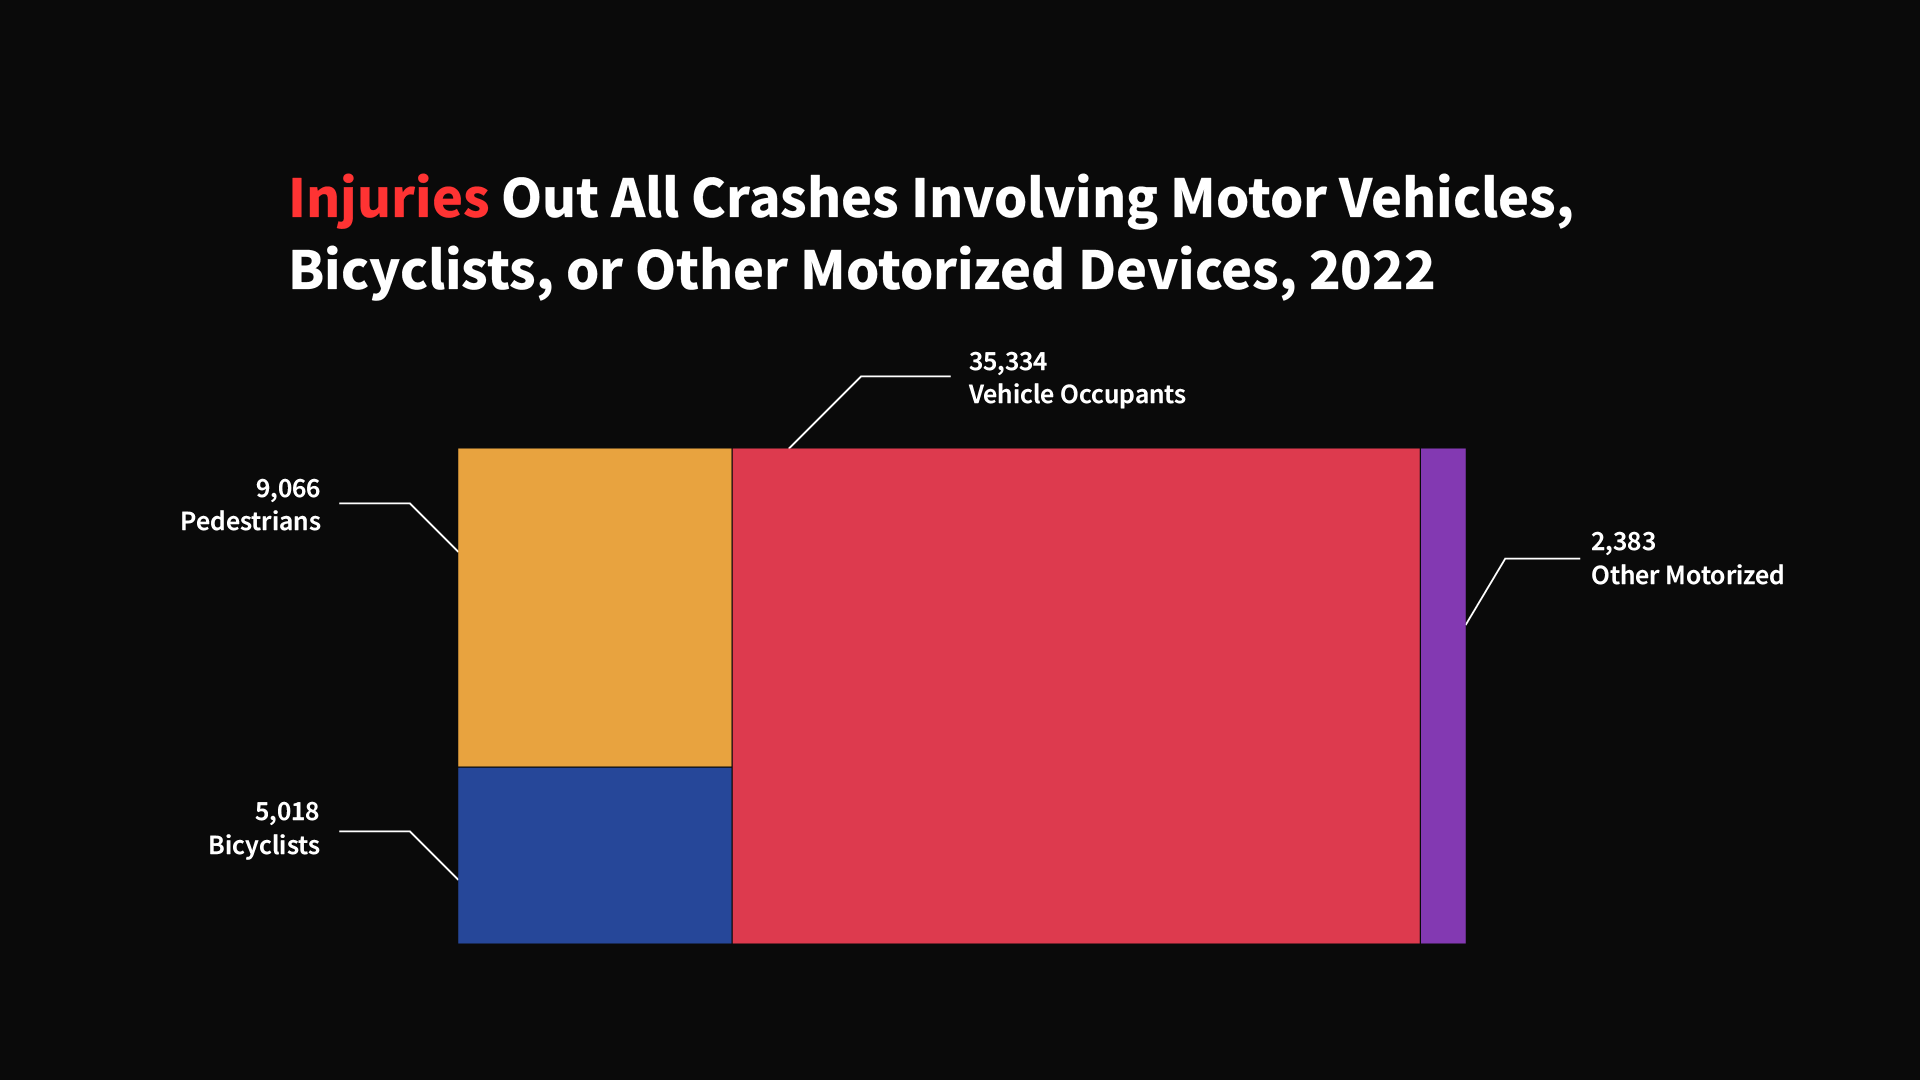 Injuries Out All Crashes Involving Motor Vehicles,
Bicyclists, or Other Motorized Devices, 2022
35,334
Vehicle Occupants
9,066
Pedestrians
2,383
Other Motorized
5,018
Bicyclists